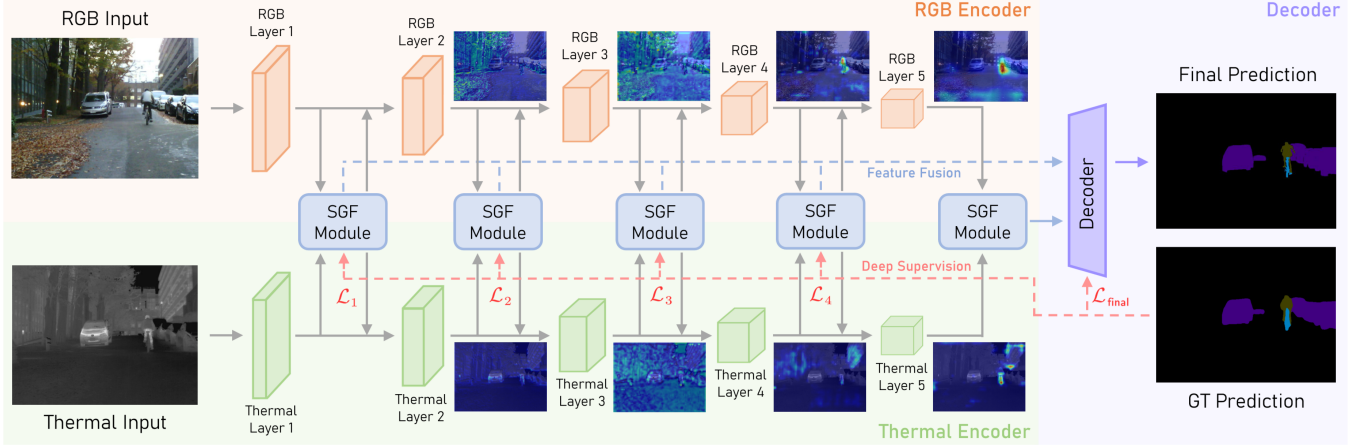 RGB Input
RGB
Layer 1
RGB
Layer 2
RGB
Layer 3
RGB
Layer 4
RGB
Layer 5
RGB Encoder
Decoder
Final Prediction
Feature Fusion
Decoder
SGF
Module
SGF
Module
SGF
Module
SGF
Module
SGF
Module
Deep Supervision
ℒ1
ℒ2
ℒ3
ℒ4
ℒfinal
Thermal Input
Thermal
Layer 1
Thermal
Layer 2
Thermal
Layer 3
Thermal
Layer 4
Thermal
Layer 5
Thermal Encoder
GT Prediction